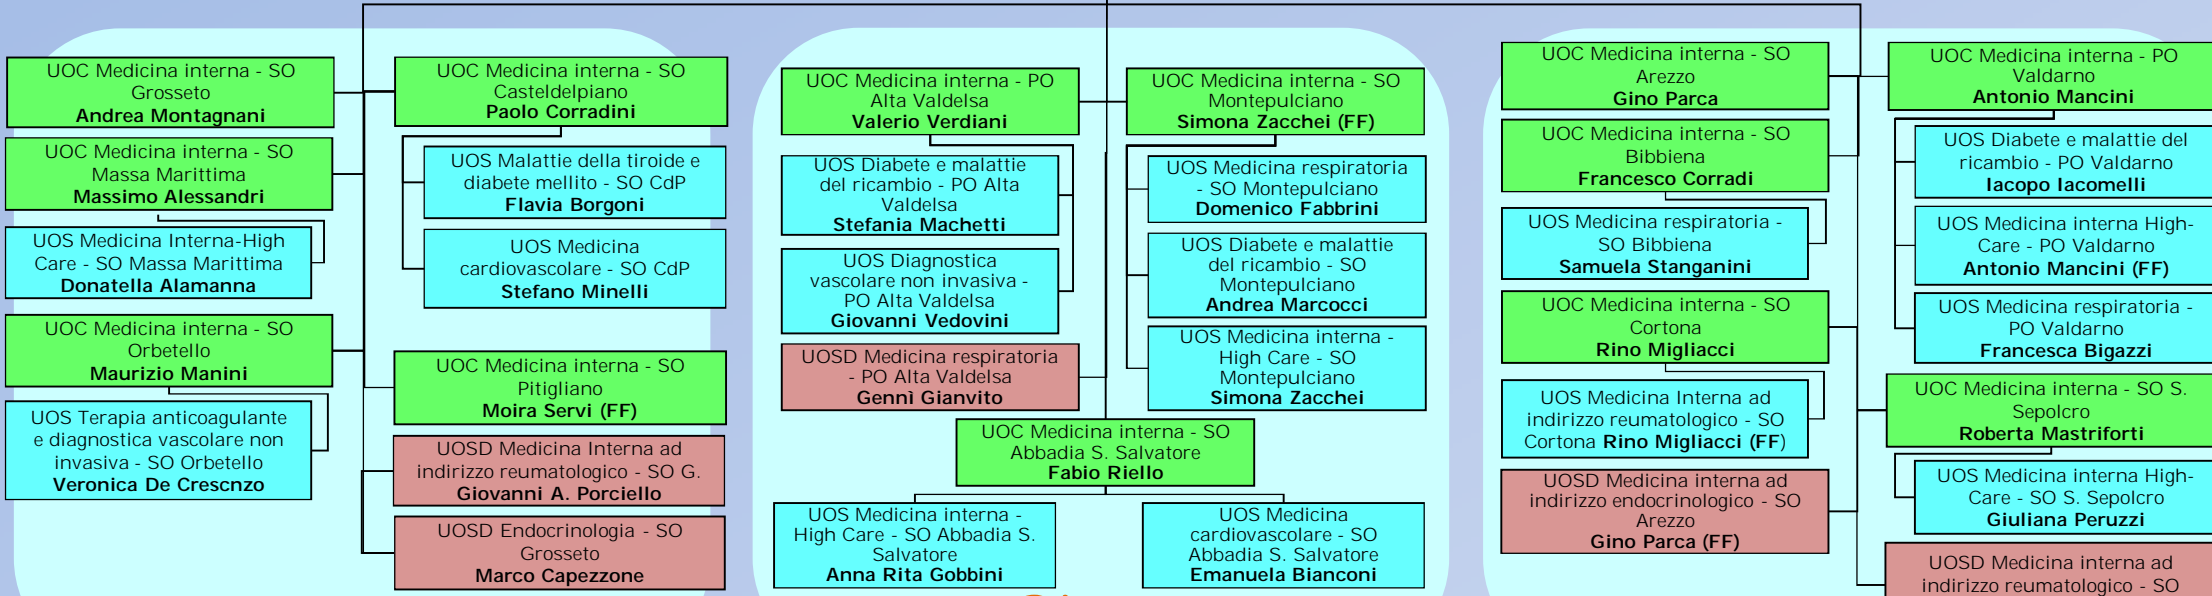 UOC Medicina interna - SO
Grosseto
Andrea Montagnani
UOC Medicina interna - SO
Massa Marittima
Massimo Alessandri
UOS Medicina Interna-High
Care - SO Massa Marittima
Donatella Alamanna
UOC Medicina interna - SO
Orbetello
Maurizio Manini
UOS Terapia anticoagulante
e diagnostica vascolare non
invasiva - SO Orbetello
Veronica De Crescnzo
UOC Medicina interna - SO
Casteldelpiano
Paolo Corradini
UOS Malattie della tiroide e
diabete mellito - SO CdP
Flavia Borgoni
UOS Medicina
cardiovascolare - SO CdP
Stefano Minelli
UOC Medicina interna - SO
Pitigliano
Moira Servi (FF)
UOSD Medicina Interna ad
indirizzo reumatologico - SO G.
Giovanni A. Porciello
UOSD Endocrinologia - SO
Grosseto
Marco Capezzone
UOC Medicina interna - PO
Alta Valdelsa
Valerio Verdiani
UOS Diabete e malattie
del ricambio - PO Alta
Valdelsa
Stefania Machetti
UOS Diagnostica
vascolare non invasiva -
PO Alta Valdelsa
Giovanni Vedovini
UOSD Medicina respiratoria
- PO Alta Valdelsa
Gennì Gianvito
UOC Medicina interna - SO
Montepulciano
Simona Zacchei (FF)
UOS Medicina respiratoria
- SO Montepulciano
Domenico Fabbrini
UOS Diabete e malattie
del ricambio - SO
Montepulciano
Andrea Marcocci
UOS Medicina interna -
High Care - SO
Montepulciano
Simona Zacchei
UOC Medicina interna - SO
Abbadia S. Salvatore
Fabio Riello
UOS Medicina interna -
High Care - SO Abbadia S.
Salvatore
Anna Rita Gobbini
UOS Medicina
cardiovascolare - SO
Abbadia S. Salvatore
Emanuela Bianconi
UOC Medicina interna - SO
Arezzo
Gino Parca
UOC Medicina interna - SO
Bibbiena
Francesco Corradi
UOS Medicina respiratoria -
SO Bibbiena
Samuela Stanganini
UOC Medicina interna - SO
Cortona
Rino Migliacci
UOS Medicina Interna ad
indirizzo reumatologico - SO
Cortona Rino Migliacci (FF)
UOSD Medicina interna ad
indirizzo endocrinologico - SO
Arezzo
Gino Parca (FF)
UOC Medicina interna - PO
Valdarno
Antonio Mancini
UOS Diabete e malattie del
ricambio - PO Valdarno
Iacopo Iacomelli
UOS Medicina interna High-
Care - PO Valdarno
Antonio Mancini (FF)
UOS Medicina respiratoria -
PO Valdarno
Francesca Bigazzi
UOC Medicina interna - SO S.
Sepolcro
Roberta Mastriforti
UOS Medicina interna High-
Care - SO S. Sepolcro
Giuliana Peruzzi
UOSD Medicina interna ad
indirizzo reumatologico - SO